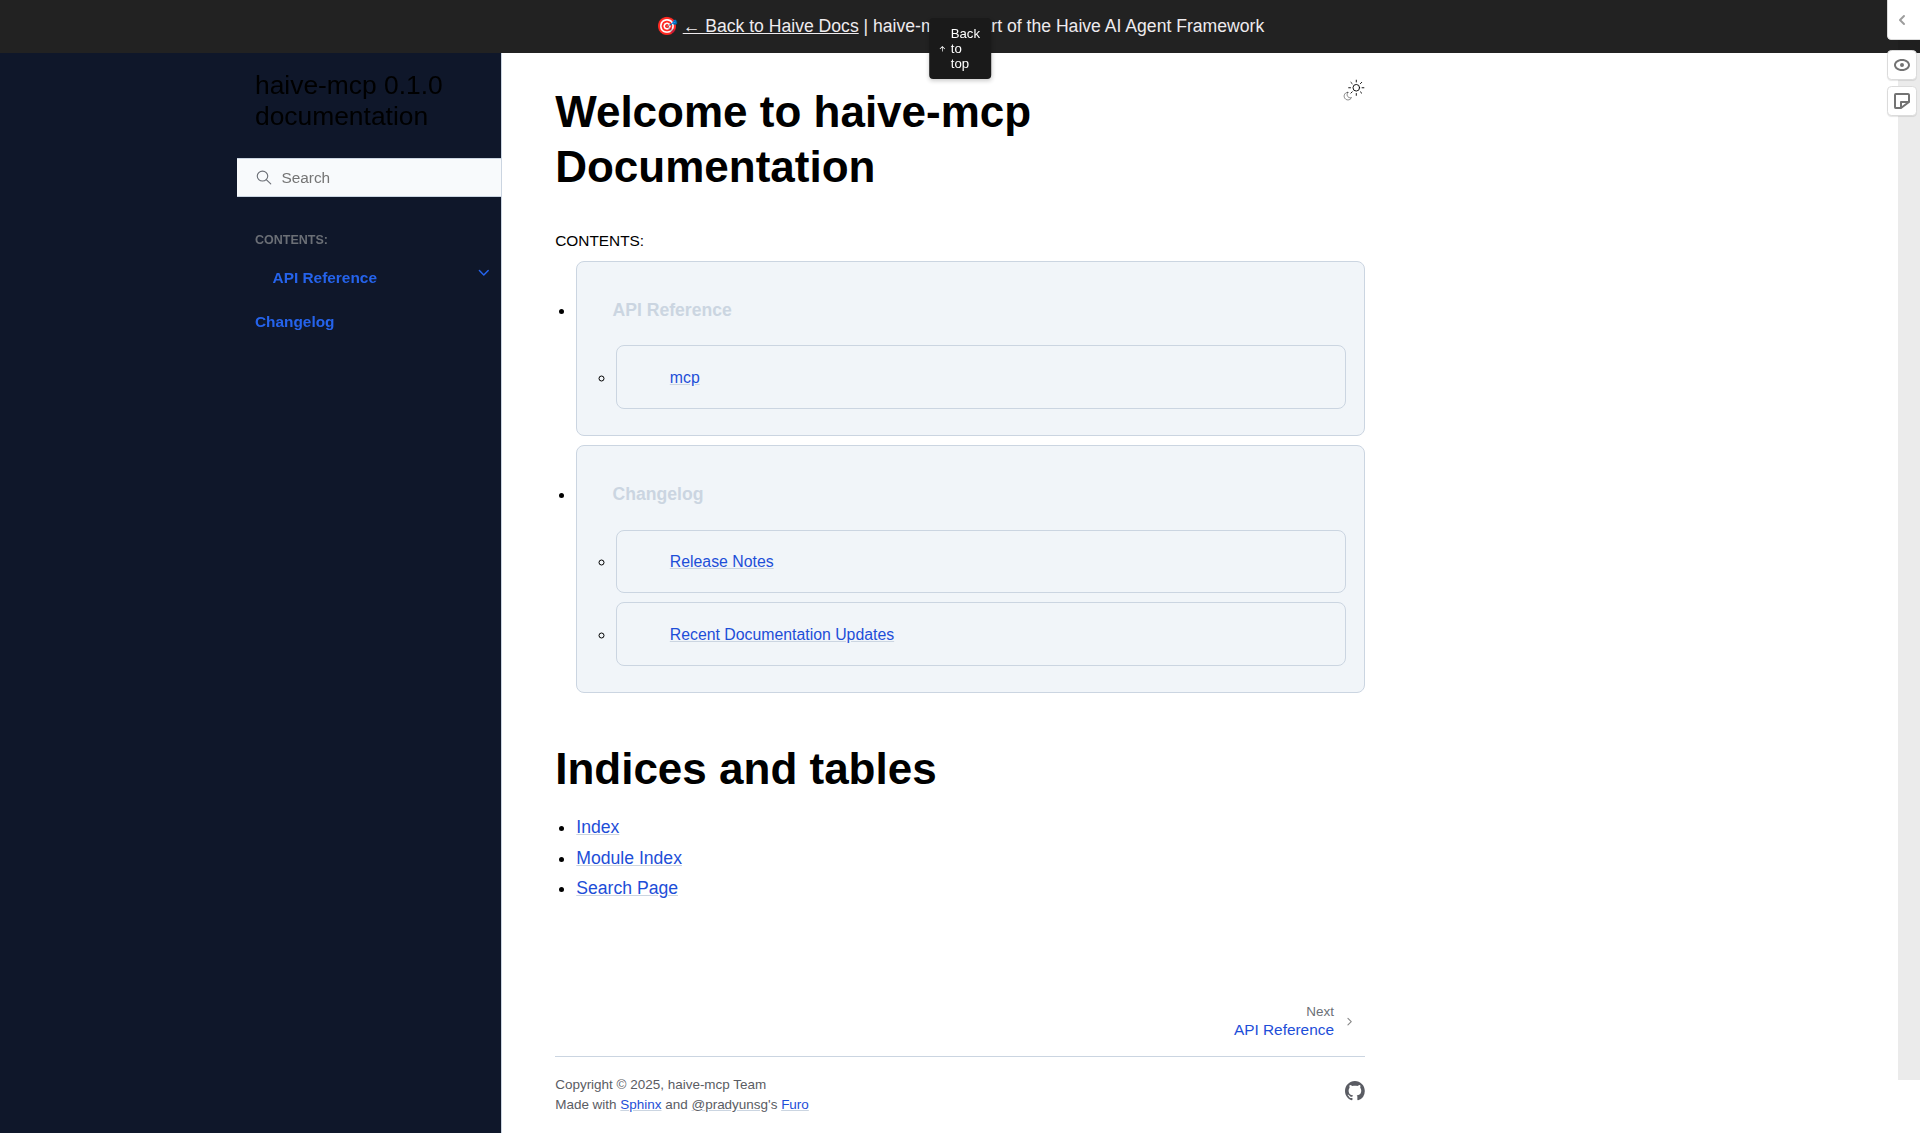 🎯 ← Back to Haive Docs | haive-m rt of the Haive AI Agent Framework
Back
to
top
haive-mcp 0.1.0
documentation
Search
CONTENTS:
API Reference
Changelog
Welcome to haive-mcp
Documentation
CONTENTS:
API Reference
mcp
Changelog
Release Notes
Recent Documentation Updates
Indices and tables
Index
Module Index
Search Page
Next
API Reference
Copyright © 2025, haive-mcp Team
Made with Sphinx and @pradyunsg's Furo